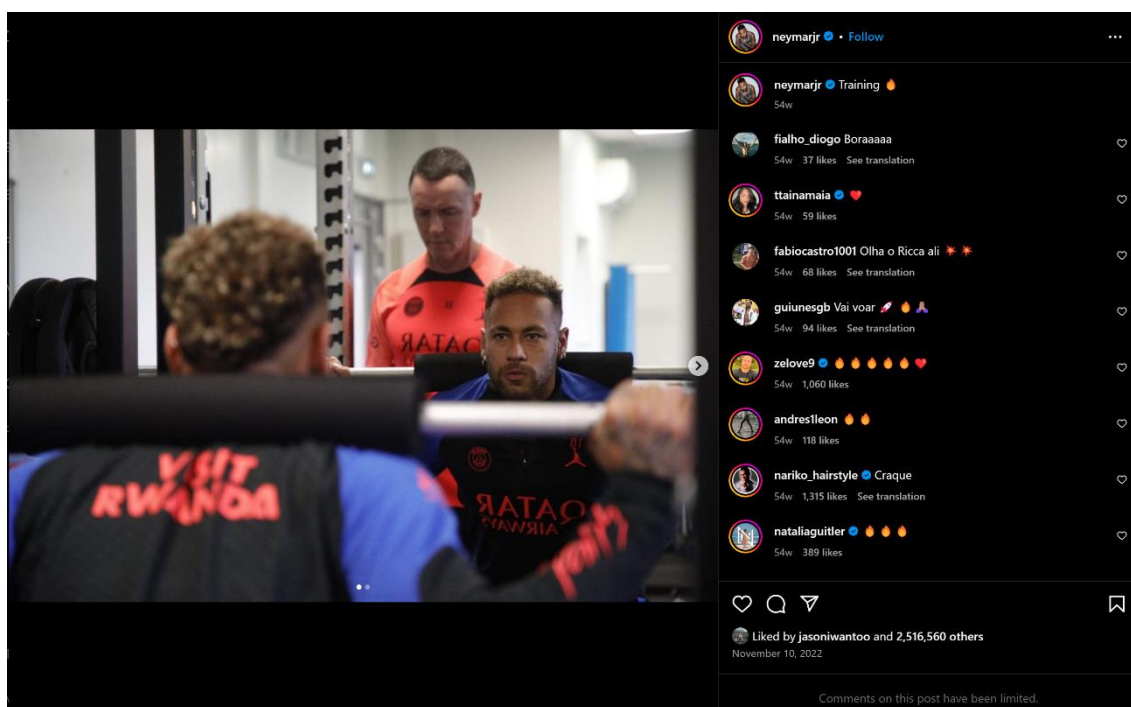 neymarjr • Follow
neymarjr Training 🔥
54w
fialho_diogo Boraaaaa
54w 37 likes See translation
ttainamaia ❤️
54w 59 likes
fabiocastro1001 Olha o Ricca ali 💥 💥
54w 68 likes See translation
guiunesgb Vai voar 🚀 🔥 🙏🏽
54w 94 likes See translation
zelove9 🔥 🔥 🔥 🔥 🔥 ❤️
54w 1,060 likes
andres1leon 🔥 🔥
54w 118 likes
nariko_hairstyle Craque
54w 1,315 likes See translation
nataliaguitler 🔥 🔥 🔥
54w 389 likes
Liked by jasoniwantoo and 2,516,560 others
November 10, 2022
Comments on this post have been limited.
QATAR
QATAR
AIRWAYS
VISIT
RWANDA